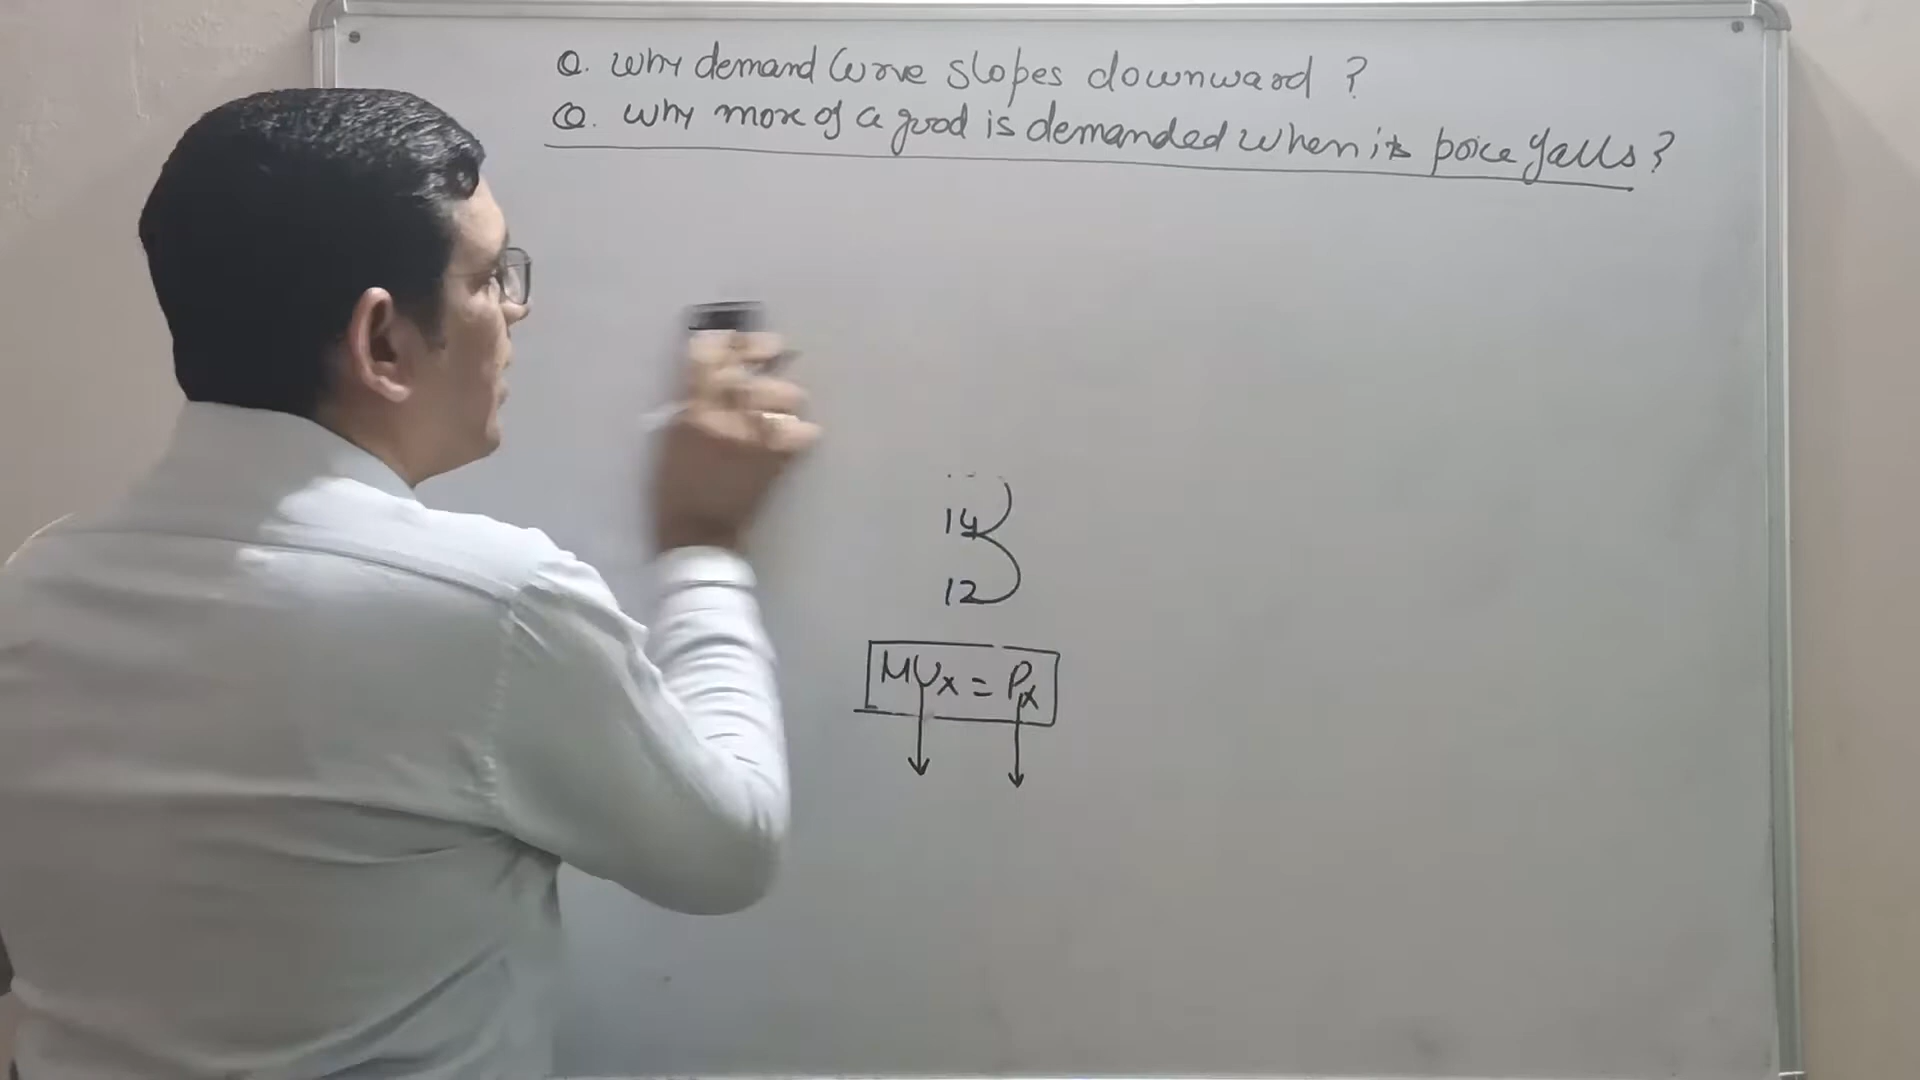 Q. Why demand Curve slopes downward ?
Q. Why more of a good is demanded when its price falls ?
14
12
MUx = Px